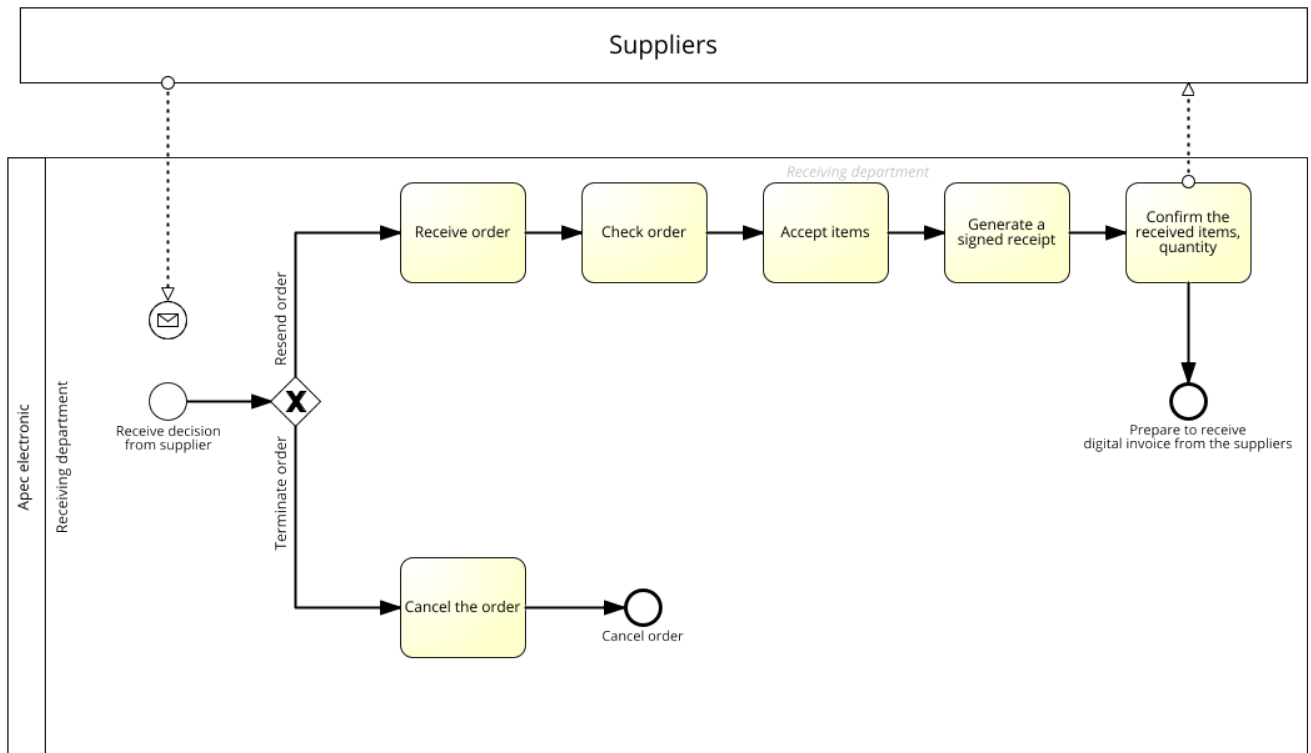 Suppliers
Receiving department
Receive order
Check order
Accept items
Generate a
signed receipt
Confirm the
received items,
quantity
Resend order
Apec electronic
Receiving department
Receive decision
from supplier
Terminate order
Prepare to receive
digital invoice from the suppliers
Cancel the order
Cancel order